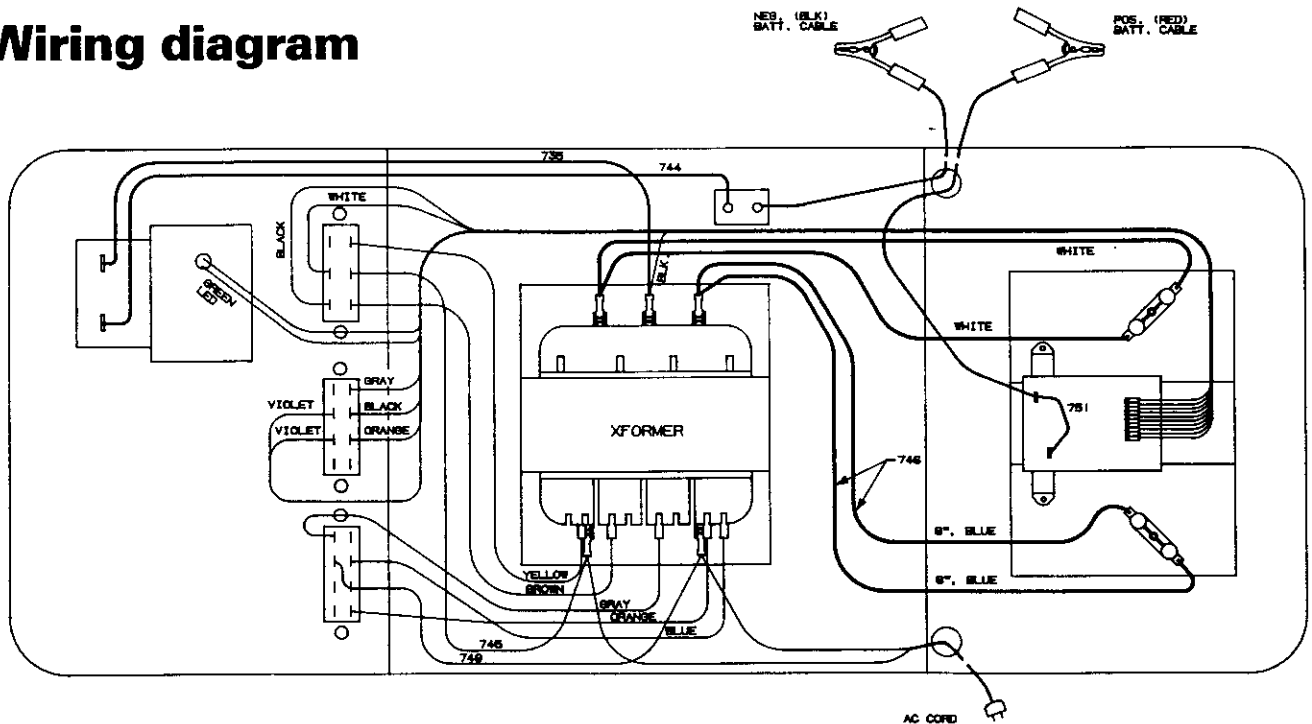 Wiring diagram
NEG. (BLK)
BATT. CABLE
POS. (RED)
BATT. CABLE
735
744
WHITE
BLACK
BLK.
WHITE
GREEN
LED
WHITE
GRAY
VIOLET
BLACK
VIOLET
ORANGE
XFORMER
751
746
8", BLUE
8", BLUE
YELLOW
BROWN
GRAY
ORANGE
BLUE
745
749
AC CORD